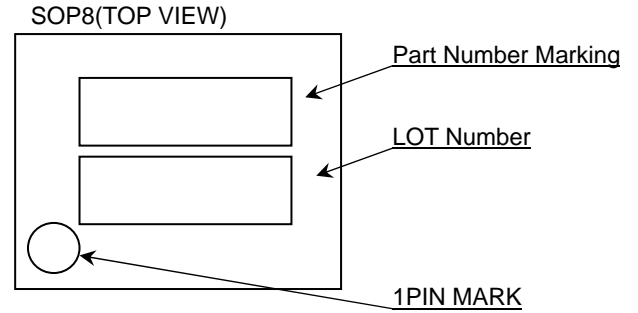 SOP8(TOP VIEW)
Part Number Marking
LOT Number
1PIN MARK